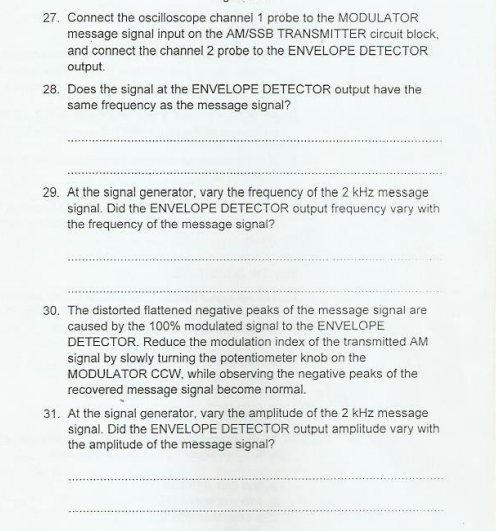 27. Connect the oscilloscope channel 1 probe to the MODULATOR
message signal input on the AM/SSB TRANSMITTER circuit block,
and connect the channel 2 probe to the ENVELOPE DETECTOR
output.
28. Does the signal at the ENVELOPE DETECTOR output have the
same frequency as the message signal?
29. At the signal generator, vary the frequency of the 2 kHz message
signal. Did the ENVELOPE DETECTOR output frequency vary with
the frequency of the message signal?
30. The distorted flattened negative peaks of the message signal are
caused by the 100% modulated signal to the ENVELOPE
DETECTOR. Reduce the modulation index of the transmitted AM
signal by slowly turning the potentiometer knob on the
MODULATOR CCW, while observing the negative peaks of the
recovered message signal become normal.
31. At the signal generator, vary the amplitude of the 2 kHz message
signal. Did the ENVELOPE DETECTOR output amplitude vary with
the amplitude of the message signal?